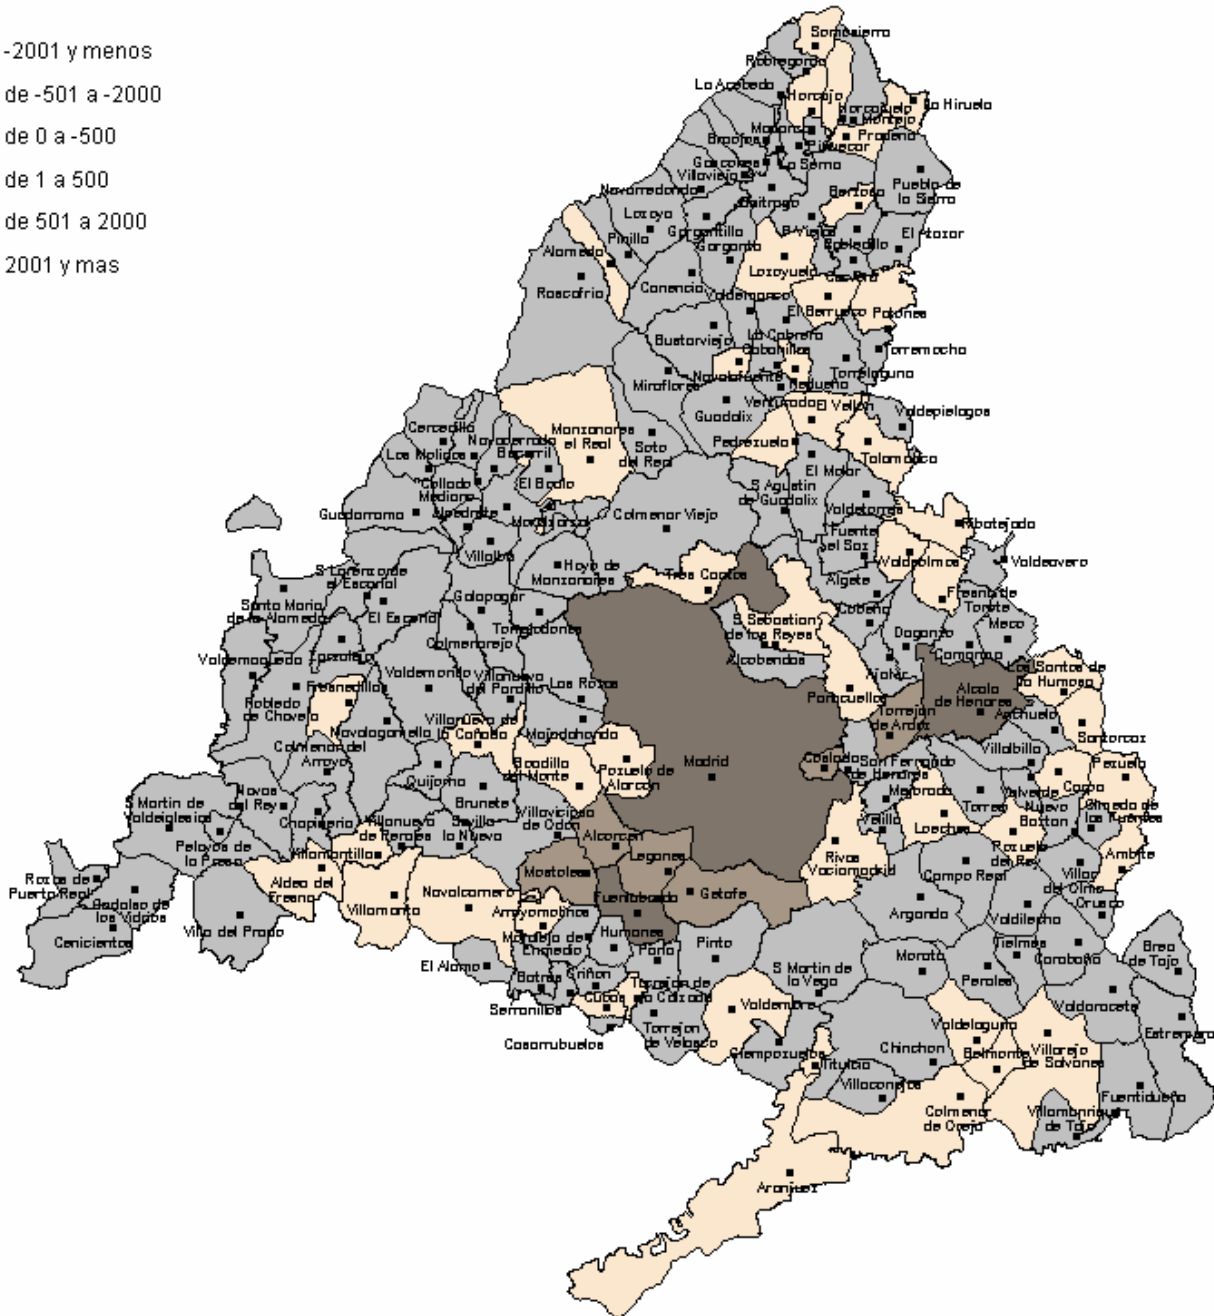 -2001 y menos
de -501 a -2000
de 0 a -500
de 1 a 500
de 501 a 2000
2001 y mas
Somosierra
Robregordo
La Acebeda
Horcajo
La Hiruela
Horcajuelo
Montejo
Madarcos
Pradena
Braojos
Piñuecar
Gascones
La Serna
Villavieja
Puebla de
la Sierra
Navarredonda
Berzosa
Buitrago
Lozoya
Gargantilla
El Atazar
Robledillo
Pinilla
Alameda
Garganta
Lozoyuela
Cervera
Rascafria
Canencia
Valdemanco
El Berrueco
Patones
Bustarviejo
La Cabrera
Cabanillas
Torremocha
Torrelaguna
Miraflores
Navalafuente
Redueña
Venturada
El Vellon
Guadalix
Valdepielagos
Cercedilla
Navacerrada
Manzanares
el Real
Pedrezuela
Talamanca
Los Molinos
Becerril
Soto
del Real
El Molar
Collado
Mediano
El Boalo
S Agustin
de Guadalix
Guadarrama
Alpedrete
Moralzarzal
Colmenar Viejo
Valdetorres
Ribatejada
Fuente
el Saz
Villalba
Valdeolmos
Valdeavero
S Lorenzo de
el Escorial
Hoyo de
Manzanares
Tres Cantos
Algete
Fresno de
Torote
Santa Maria
de la Alameda
El Escorial
Galapagar
Cobeña
Torrelodones
S Sebastian
de los Reyes
Daganzo
Meco
Colmenarejo
Camarma
Zarzalejo
Alcobendas
Ajalvir
Valdemaqueda
Valdemorillo
Villanueva
del Pardillo
Los Santos de
la Humosa
Fresnedillas
Las Rozas
Paracuellos
Alcala
de Henares
Robledo
de Chavela
Villanueva de
la Cañada
Torrejon
de Ardoz
Anchuelo
Navalagamella
Majadahonda
Santorcaz
Colmenar del
Arroyo
Villalbilla
Boadilla
del Monte
Pozuelo de
Alarcon
Madrid
Coslada
San Fernando
de Henares
Quijorna
Corpa
Pezuela
Mejorada
Valverde
Navas
del Rey
Brunete
Torres
Nuevo
Baztan
Olmeda de
las Fuentes
S Martin de
Valdeiglesias
Chapineria
Villanueva
de Perales
Sevilla
la Nueva
Villaviciosa
de Odon
Velilla
Loeches
Pelayos de
la Presa
Alcorcon
Pozuelo
del Rey
Villamantilla
Rivas
Vaciamadrid
Ambite
Leganes
Villar
del Olmo
Rozas de
Puerto Real
Mostoles
Campo Real
Aldea del
Fresno
Navalcarnero
Getafe
Cadalso de
los Vidrios
Fuenlabrada
Orusco
Villamanta
Arganda
Valdilecha
Arroyomolinos
Villa del Prado
Cenicientos
Humanes
Moraleja de
Enmedio
Pinto
Tielmes
Carabaña
Brea
de Tajo
Parla
El Alamo
Griñon
S Martin de
la Vega
Morata
Perales
Batres
Torrejon de
la Calzada
Cubas
Valdemoro
Valdaracete
Serranillos
Torrejon
de Velasco
Valdelaguna
Estremera
Casarrubuelos
Ciempozuelos
Chinchon
Villarejo
de Salvanes
Belmonte
Titulcia
Villaconejos
Fuentidueña
Colmenar
de Oreja
Villamanrique
de Tajo
Aranjuez